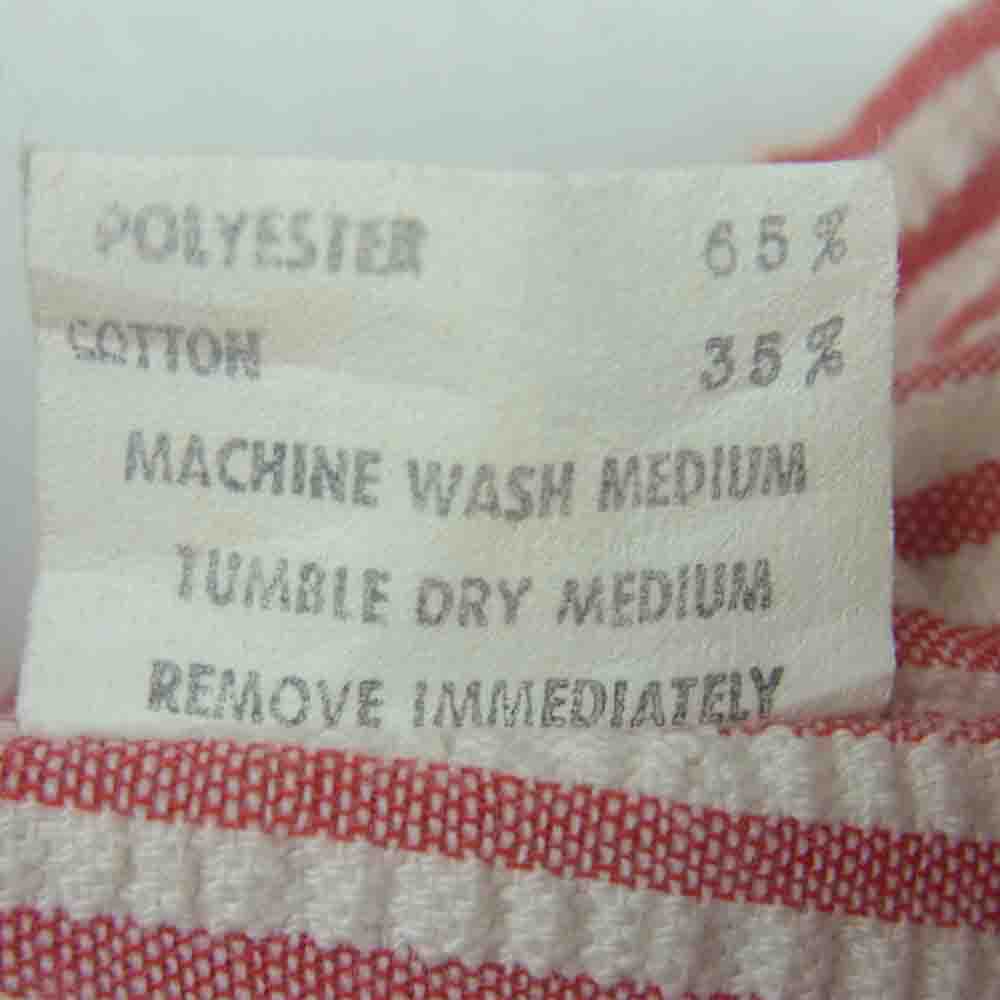 POLYESTER 65%
COTTON 35%
MACHINE WASH MEDIUM
TUMBLE DRY MEDIUM
REMOVE IMMEDIATELY